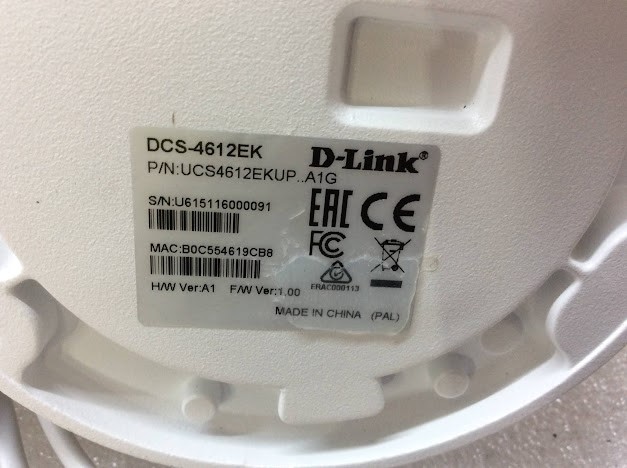 DCS-4612EK
D-Link®
P/N:UCS4612EKUP..A1G
S/N:U615116000091
EAC CE
FC
MAC:B0C554619CB8
ERAC000113
H/W Ver:A1 F/W Ver:1.00
MADE IN CHINA (PAL)